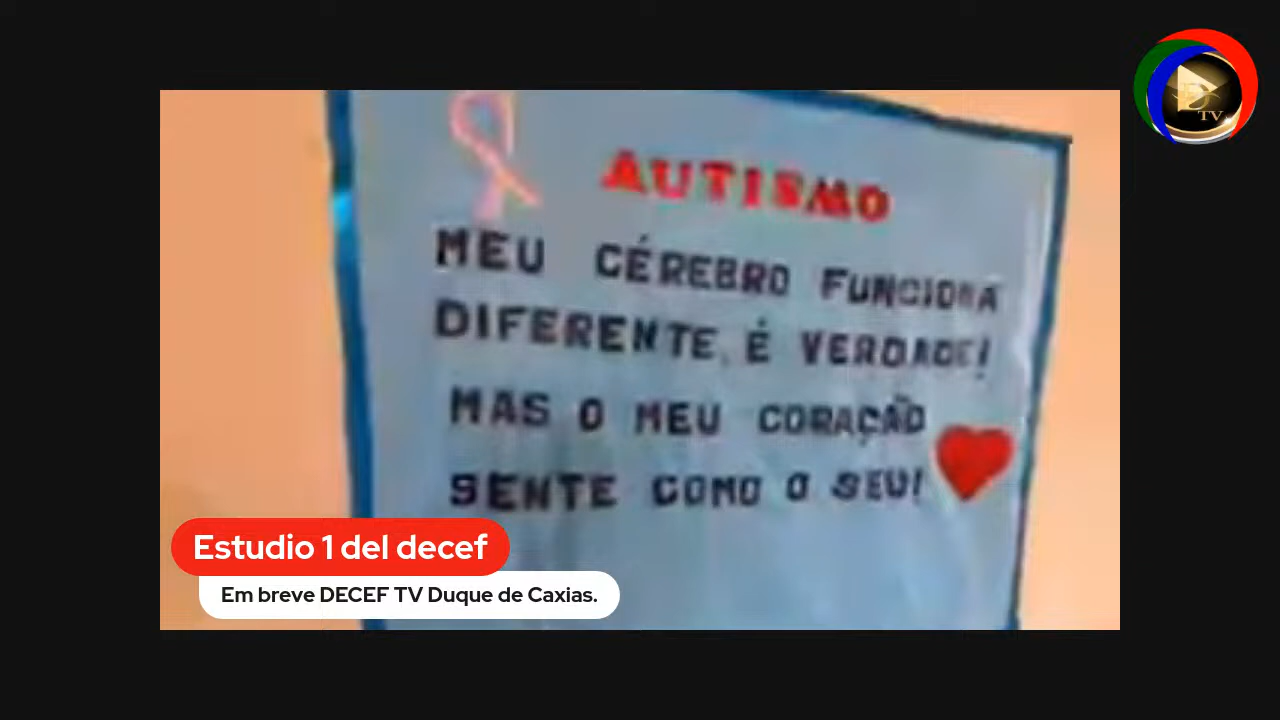 AUTISMO
MEU CÉREBRO FUNCIONA
DIFERENTE, É VERDADE!
MAS O MEU CORAÇÃO
SENTE COMO O SEU!
Estudio 1 del decef
Em breve DECEF TV Duque de Caxias.
TV